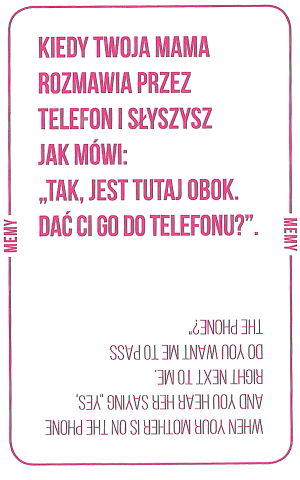 KIEDY TWOJA MAMA
ROZMAWIA PRZEZ
TELEFON I SŁYSZYSZ
JAK MÓWI:
„TAK, JEST TUTAJ OBOK.
DAĆ CI GO DO TELEFONU?”.
MEMY
MEMY
WHEN YOUR MOTHER IS ON THE PHONE
AND YOU HEAR HER SAYING „YES,
RIGHT NEXT TO ME.
DO YOU WANT ME TO PASS
THE PHONE?”